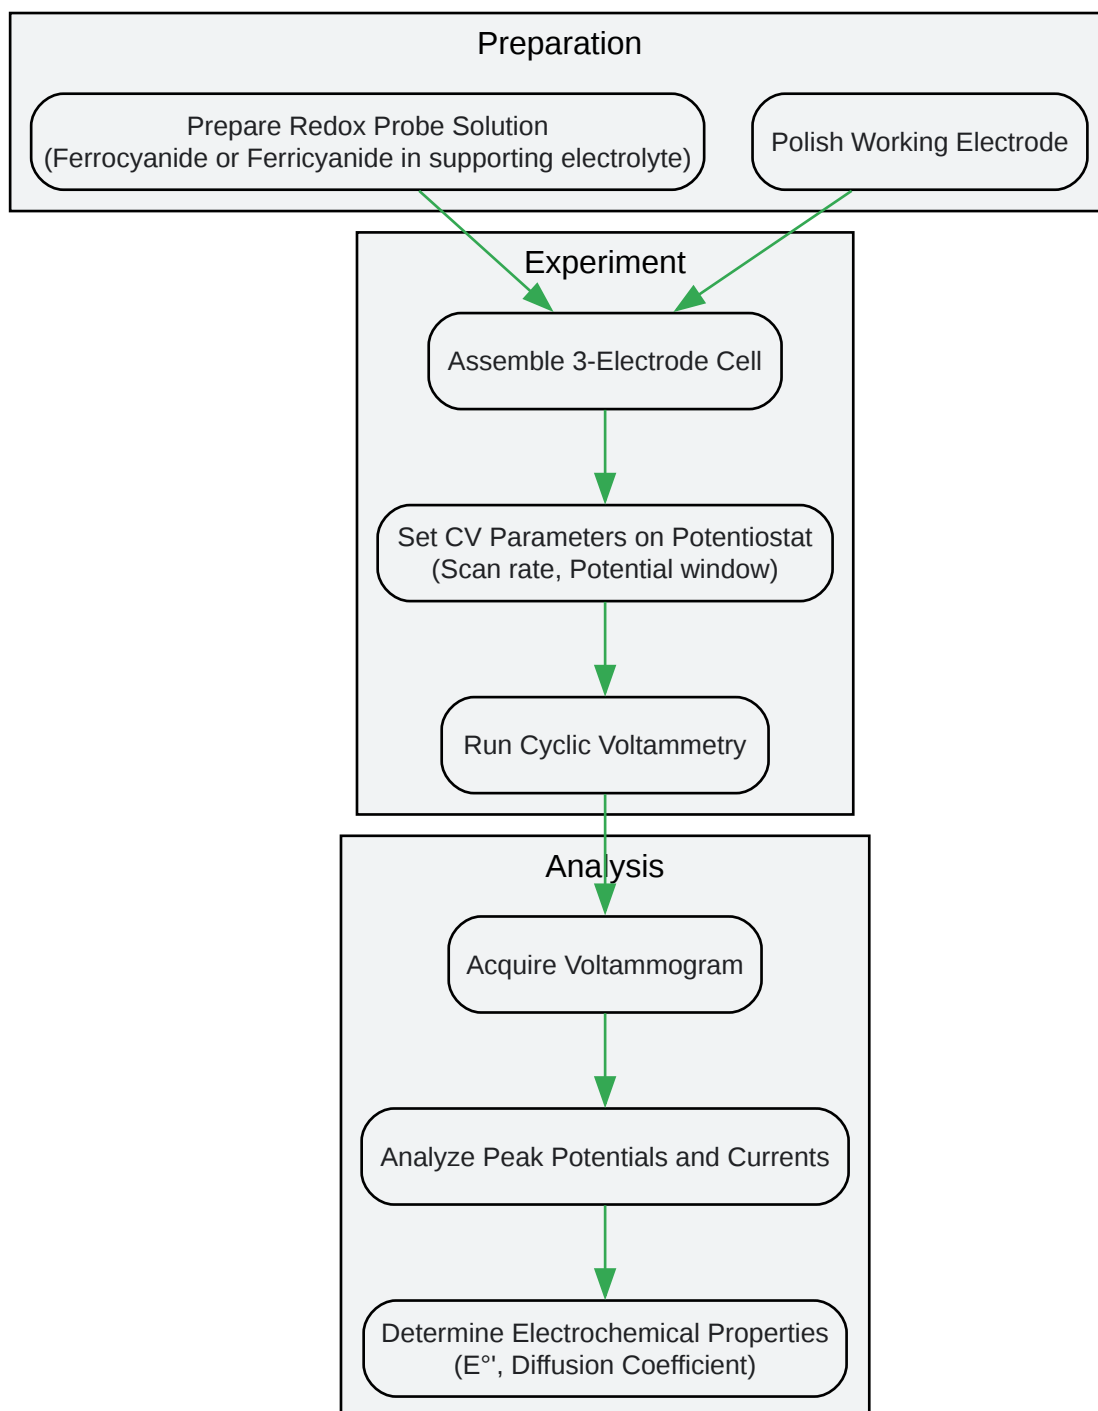 Preparation
Prepare Redox Probe Solution
(Ferrocyanide or Ferricyanide in supporting electrolyte)
Polish Working Electrode
Experiment
Assemble 3-Electrode Cell
Set CV Parameters on Potentiostat
(Scan rate, Potential window)
Run Cyclic Voltammetry
Analysis
Acquire Voltammogram
Analyze Peak Potentials and Currents
Determine Electrochemical Properties
(E°', Diffusion Coefficient)